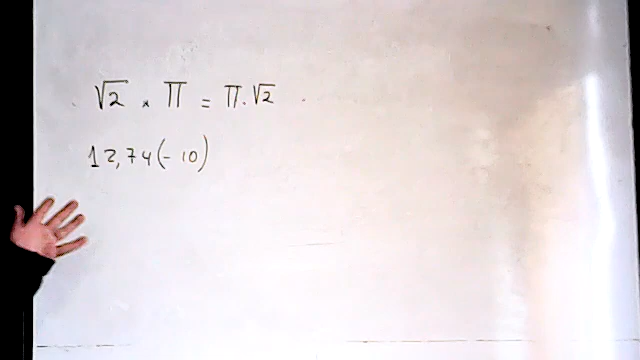 √2 × π = π · √2
12,74(-10)